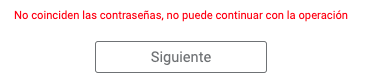 No coinciden las contraseñas, no puede continuar con la operación
Siguiente